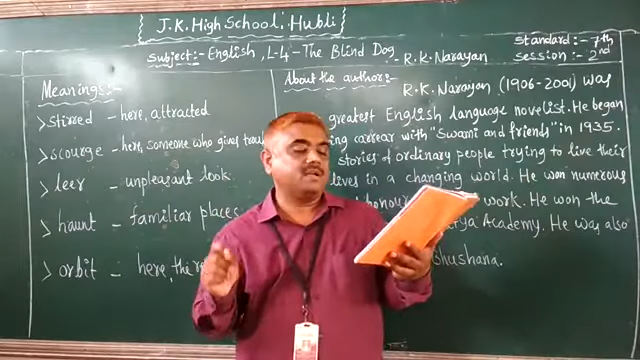 J.K. High School : Hubli
Subject:- English, L-4:- The Blind Dog :- R.K. Narayan
Standard :- 7th
Session :- 2nd
Meanings:-
>stirred - here, attracted
>scourge - here, someone who gives
>leer - unpleasant look
>haunt - familiar places
>orbit - here, the
About the author:-
R.K. Narayan (1906-2001) was
greatest English language novelist. He began
carrear with "Swami and friends" in 1935.
stories of ordinary people trying to live their
lives in a changing world. He won numerous
work. He won the
Academy. He was also
Bhushana.